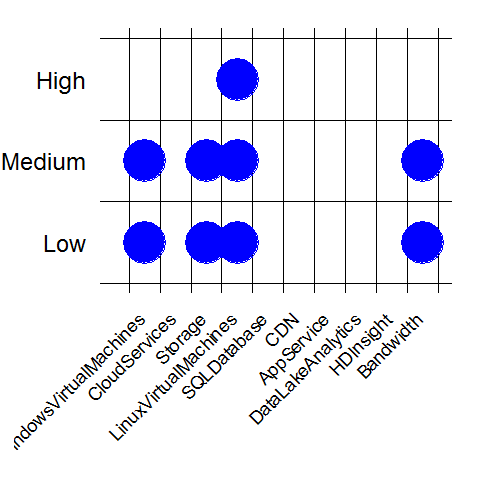 High
Medium
Low
ndowsVirtualMachines
CloudServices
Storage
LinuxVirtualMachines
SQLDatabase
CDN
AppService
DataLakeAnalytics
HDInsight
Bandwidth